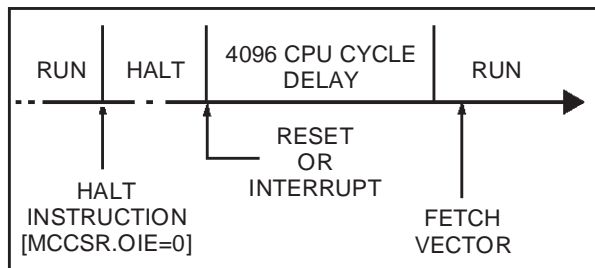 RUN
HALT
4096 CPU CYCLE
DELAY
RUN
RESET
OR
INTERRUPT
HALT
INSTRUCTION
[MCCSR.OIE=0]
FETCH
VECTOR